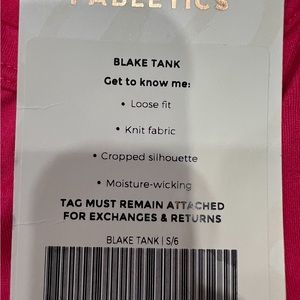 FABLETICS
BLAKE TANK
Get to know me:
• Loose fit
• Knit fabric
• Cropped silhouette
• Moisture-wicking
TAG MUST REMAIN ATTACHED
FOR EXCHANGES & RETURNS
BLAKE TANK | S/6